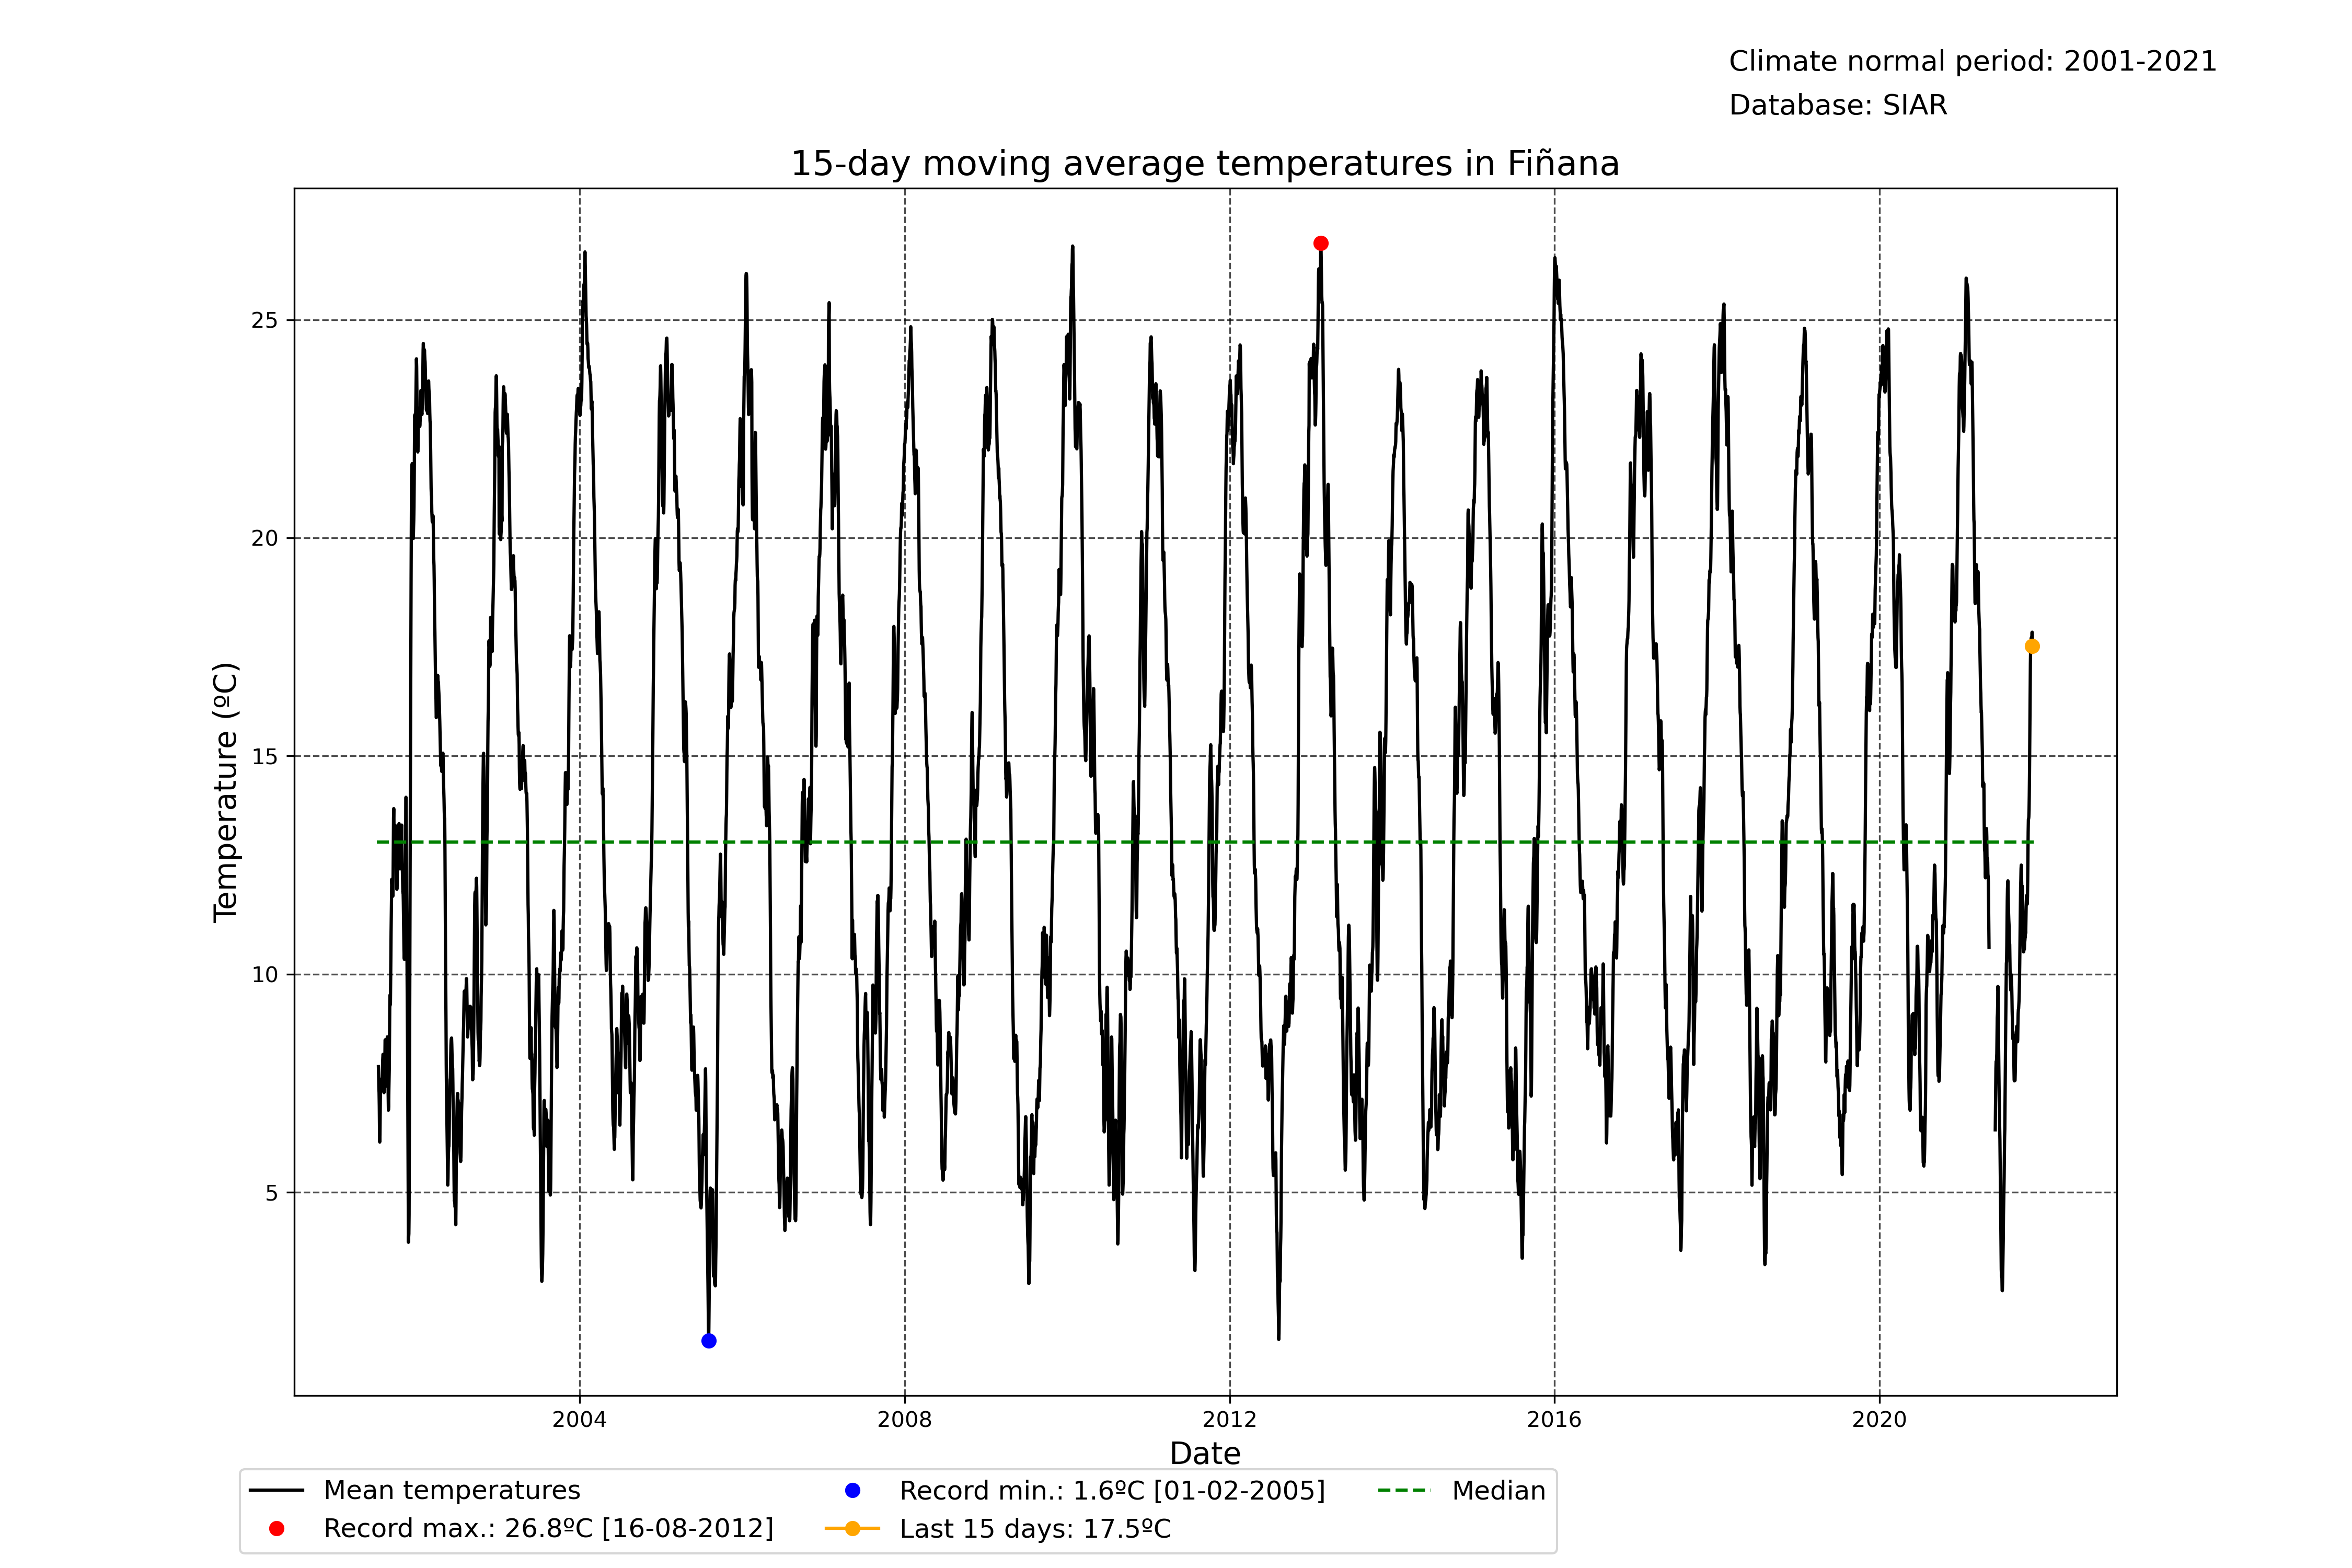 Climate normal period: 2001-2021
Database: SIAR
15-day moving average temperatures in Fiñana
25
20
15
10
5
Temperature (ºC)
2004
2008
2012
2016
2020
Date
Mean temperatures
Record max.: 26.8ºC [16-08-2012]
Record min.: 1.6ºC [01-02-2005]
Last 15 days: 17.5ºC
Median